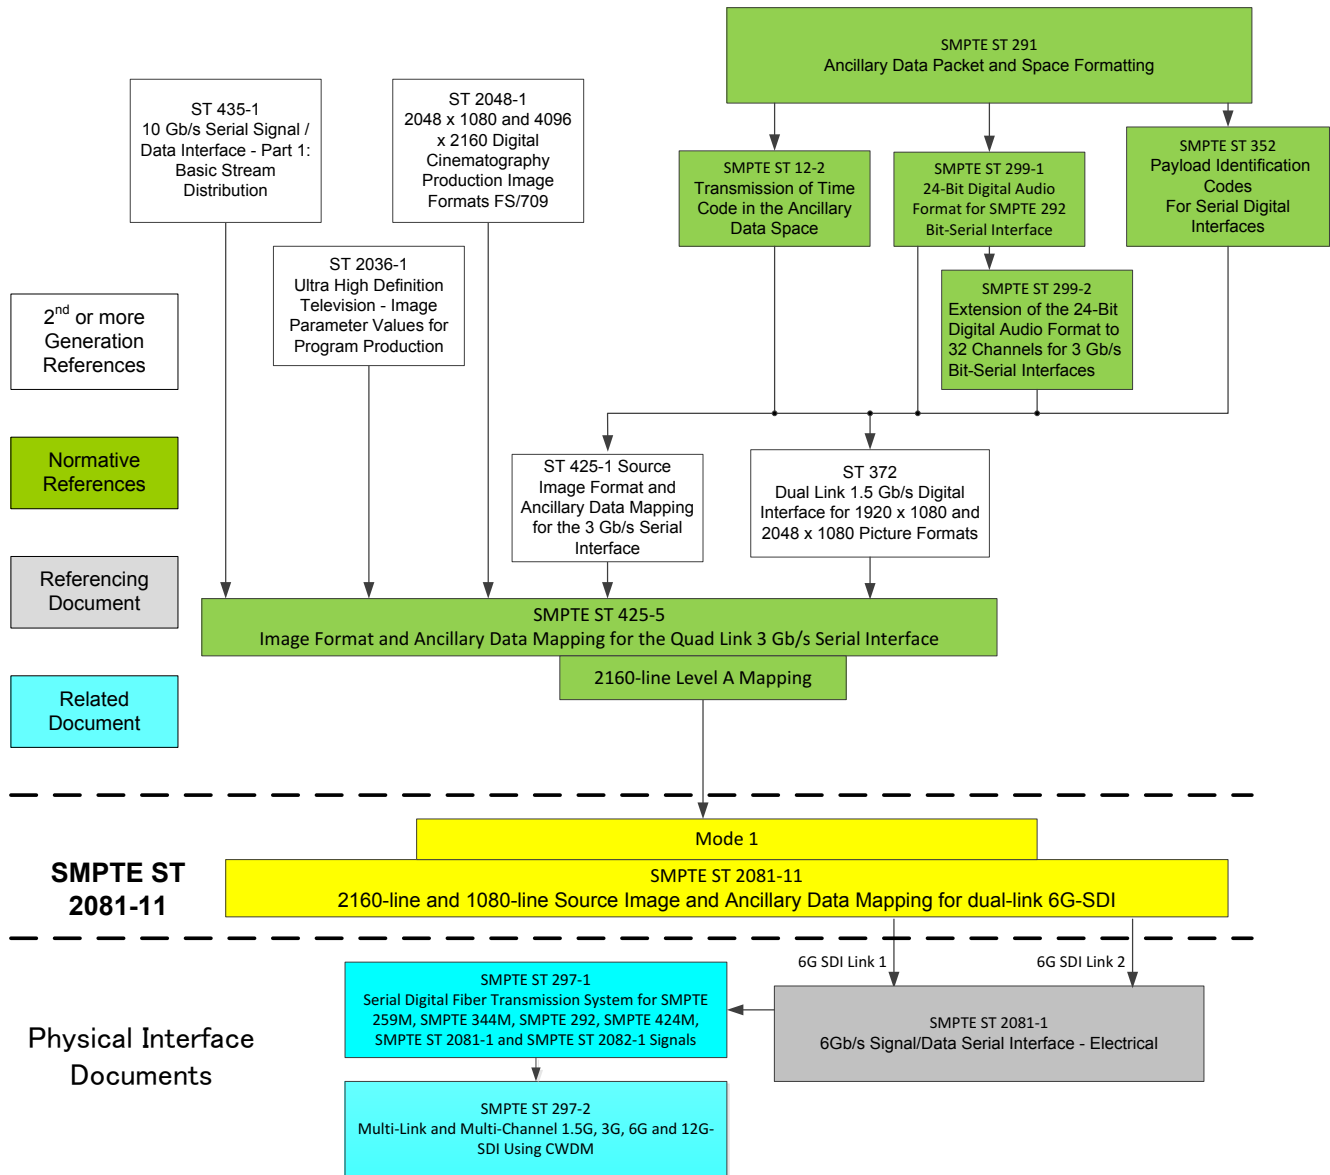 SMPTE ST 291
Ancillary Data Packet and Space Formatting
ST 435-1
10 Gb/s Serial Signal /
Data Interface - Part 1:
Basic Stream
Distribution
ST 2048-1
2048 x 1080 and 4096
x 2160 Digital
Cinematography
Production Image
Formats FS/709
SMPTE ST 12-2
Transmission of Time
Code in the Ancillary
Data Space
SMPTE ST 299-1
24-Bit Digital Audio
Format for SMPTE 292
Bit-Serial Interface
SMPTE ST 352
Payload Identification
Codes
For Serial Digital
Interfaces
ST 2036-1
Ultra High Definition
Television - Image
Parameter Values for
Program Production
SMPTE ST 299-2
Extension of the 24-Bit
Digital Audio Format to
32 Channels for 3 Gb/s
Bit-Serial Interfaces
2nd or more
Generation
References
Normative
References
Referencing
Document
Related
Document
ST 425-1 Source
Image Format and
Ancillary Data Mapping
for the 3 Gb/s Serial
Interface
ST 372
Dual Link 1.5 Gb/s Digital
Interface for 1920 x 1080 and
2048 x 1080 Picture Formats
SMPTE ST 425-5
Image Format and Ancillary Data Mapping for the Quad Link 3 Gb/s Serial Interface
2160-line Level A Mapping
Mode 1
SMPTE ST
2081-11
SMPTE ST 2081-11
2160-line and 1080-line Source Image and Ancillary Data Mapping for dual-link 6G-SDI
6G SDI Link 1
6G SDI Link 2
Physical Interface
Documents
SMPTE ST 297-1
Serial Digital Fiber Transmission System for SMPTE
259M, SMPTE 344M, SMPTE 292, SMPTE 424M,
SMPTE ST 2081-1 and SMPTE ST 2082-1 Signals
SMPTE ST 2081-1
6Gb/s Signal/Data Serial Interface - Electrical
SMPTE ST 297-2
Multi-Link and Multi-Channel 1.5G, 3G, 6G and 12G-
SDI Using CWDM